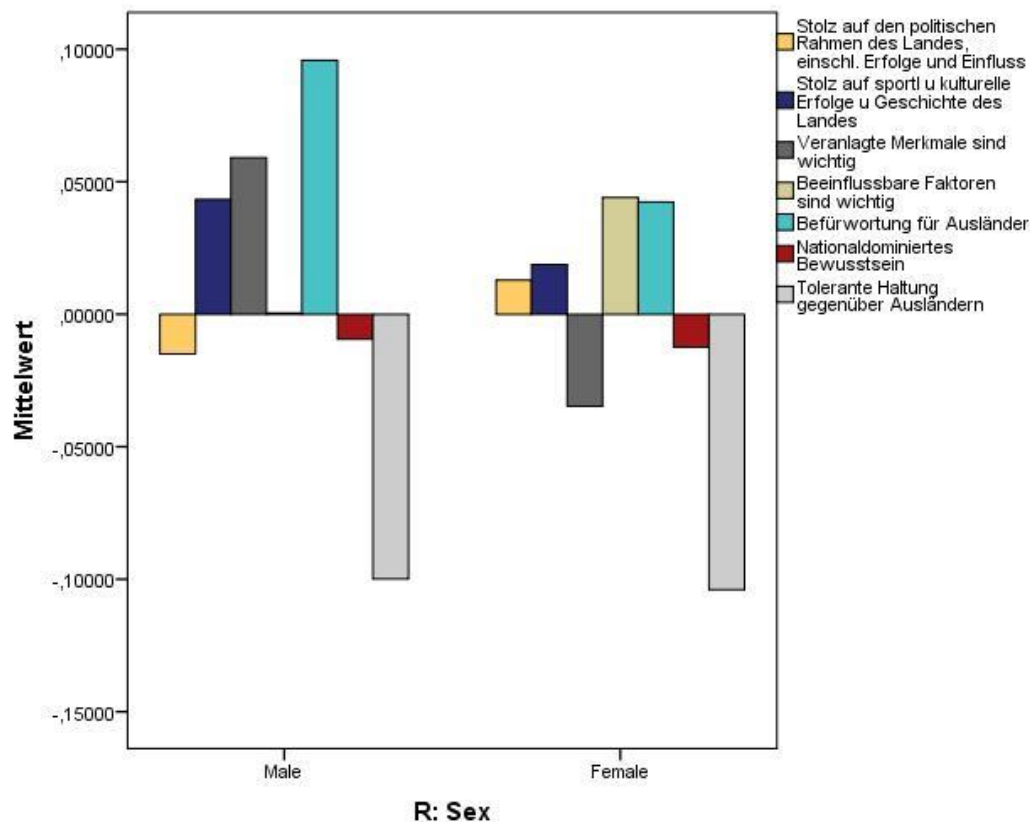 Stolz auf den politischen
Rahmen des Landes,
einschl. Erfolge und Einfluss
Stolz auf sportl u kulturelle
Erfolge u Geschichte des
Landes
Veranlagte Merkmale sind
wichtig
Beeinflussbare Faktoren
sind wichtig
Befürwortung für Ausländer
Nationaldominiertes
Bewusstsein
Tolerante Haltung
gegenüber Ausländern
Mittelwert
,10000
,05000
,00000
-,05000
-,10000
-,15000
Male
Female
R: Sex